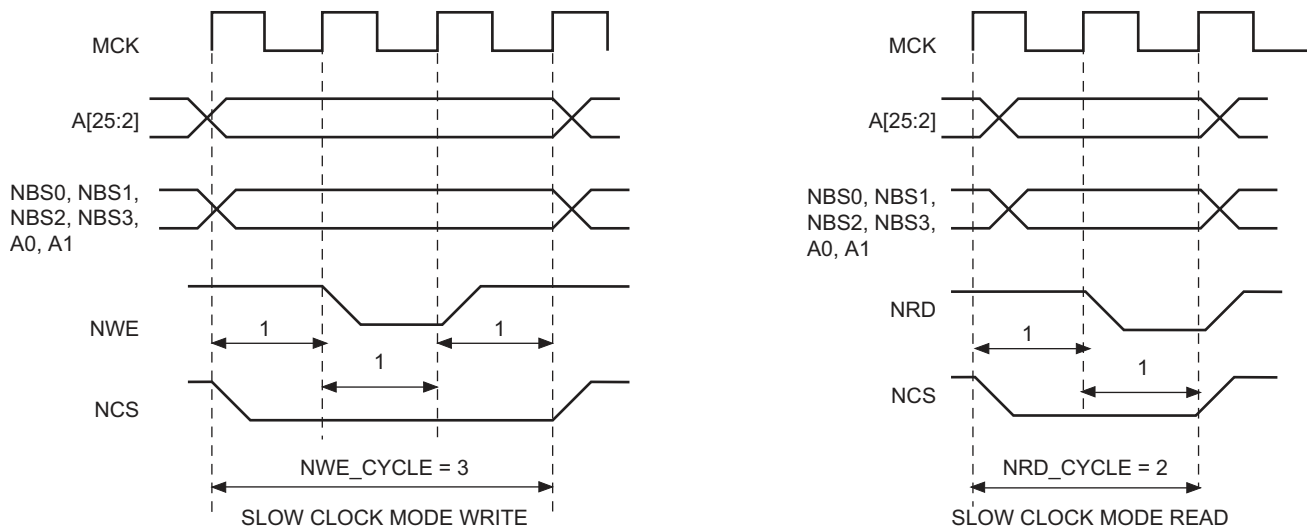 MCK
A[25:2]
NBS0, NBS1,
NBS2, NBS3,
A0, A1
NWE
1
1
1
NCS
NWE_CYCLE = 3
SLOW CLOCK MODE WRITE
MCK
A[25:2]
NBS0, NBS1,
NBS2, NBS3,
A0, A1
NRD
1
1
NCS
NRD_CYCLE = 2
SLOW CLOCK MODE READ